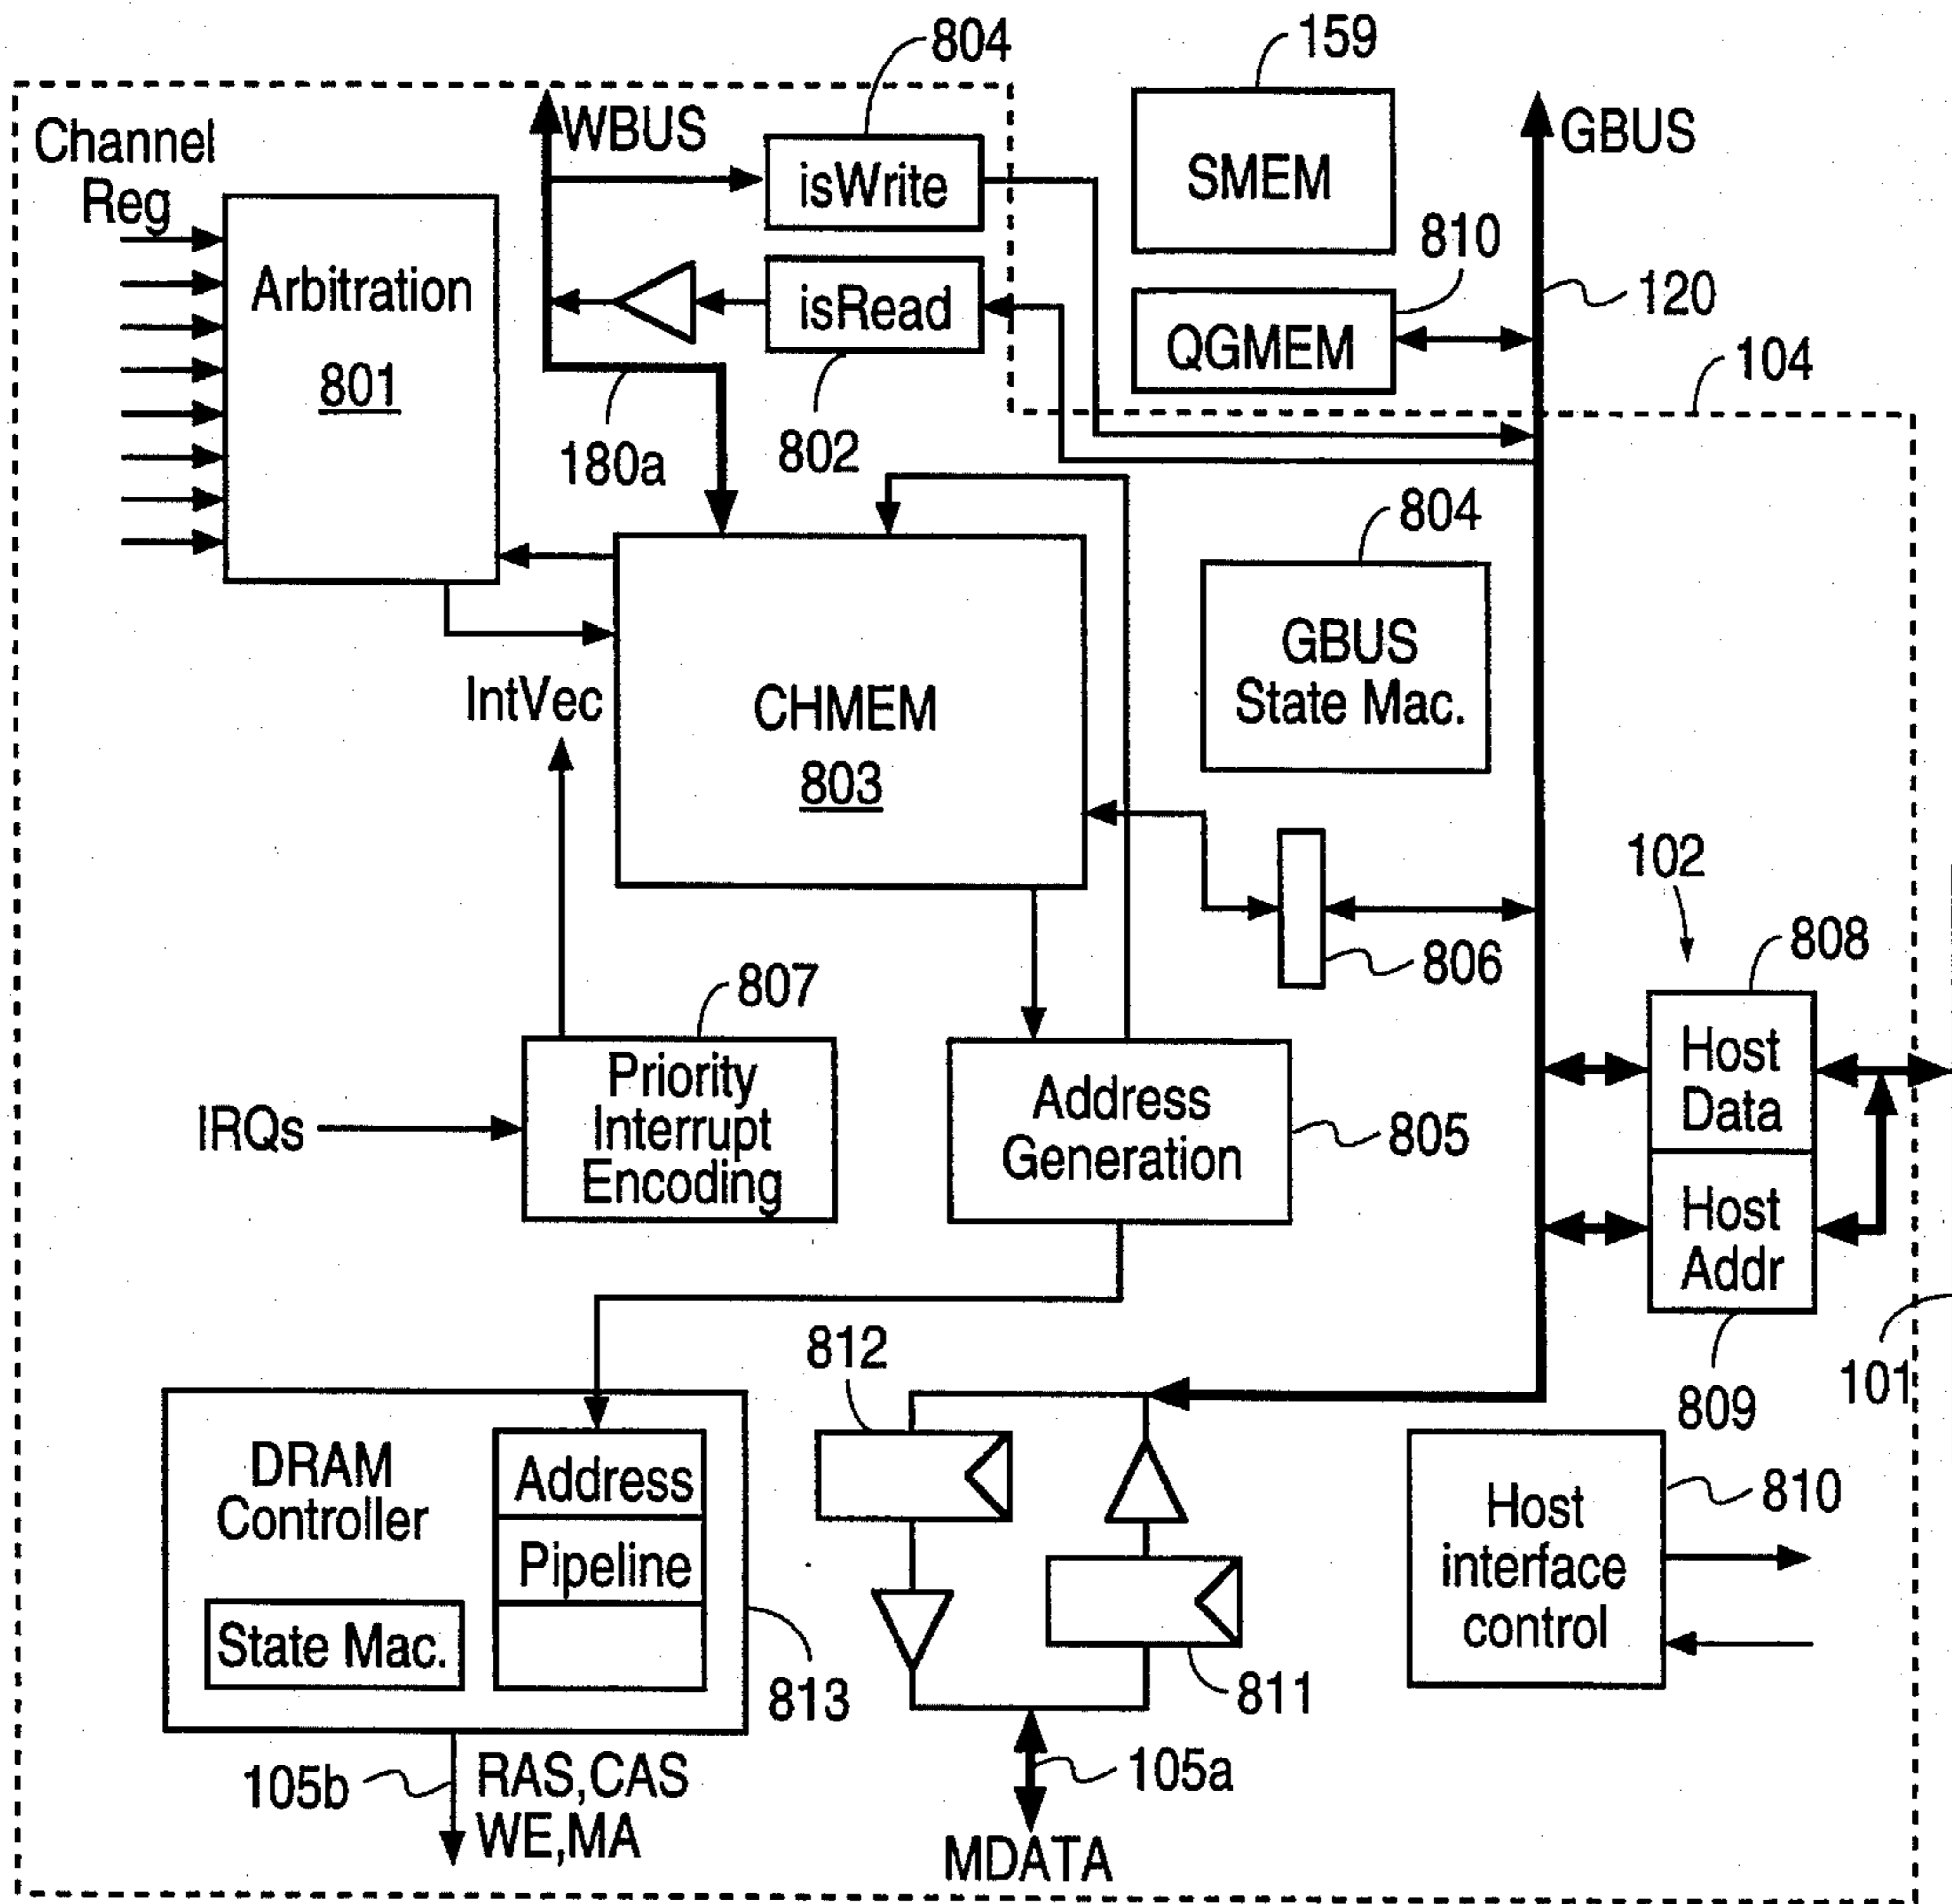 804
159
Channel
Reg
WBUS
isWrite
SMEM
GBUS
810
Arbitration
801
isRead
QGMEM
120
104
180a
802
804
GBUS
State Mac.
IntVec
CHMEM
803
102
808
806
807
Priority
Interrupt
Encoding
IRQs
Address
Generation
805
Host
Data
Host
Addr
812
809
101
DRAM
Controller
Address
Pipeline
State Mac.
813
811
Host
interface
control
810
105b
RAS,CAS
WE,MA
105a
MDATA